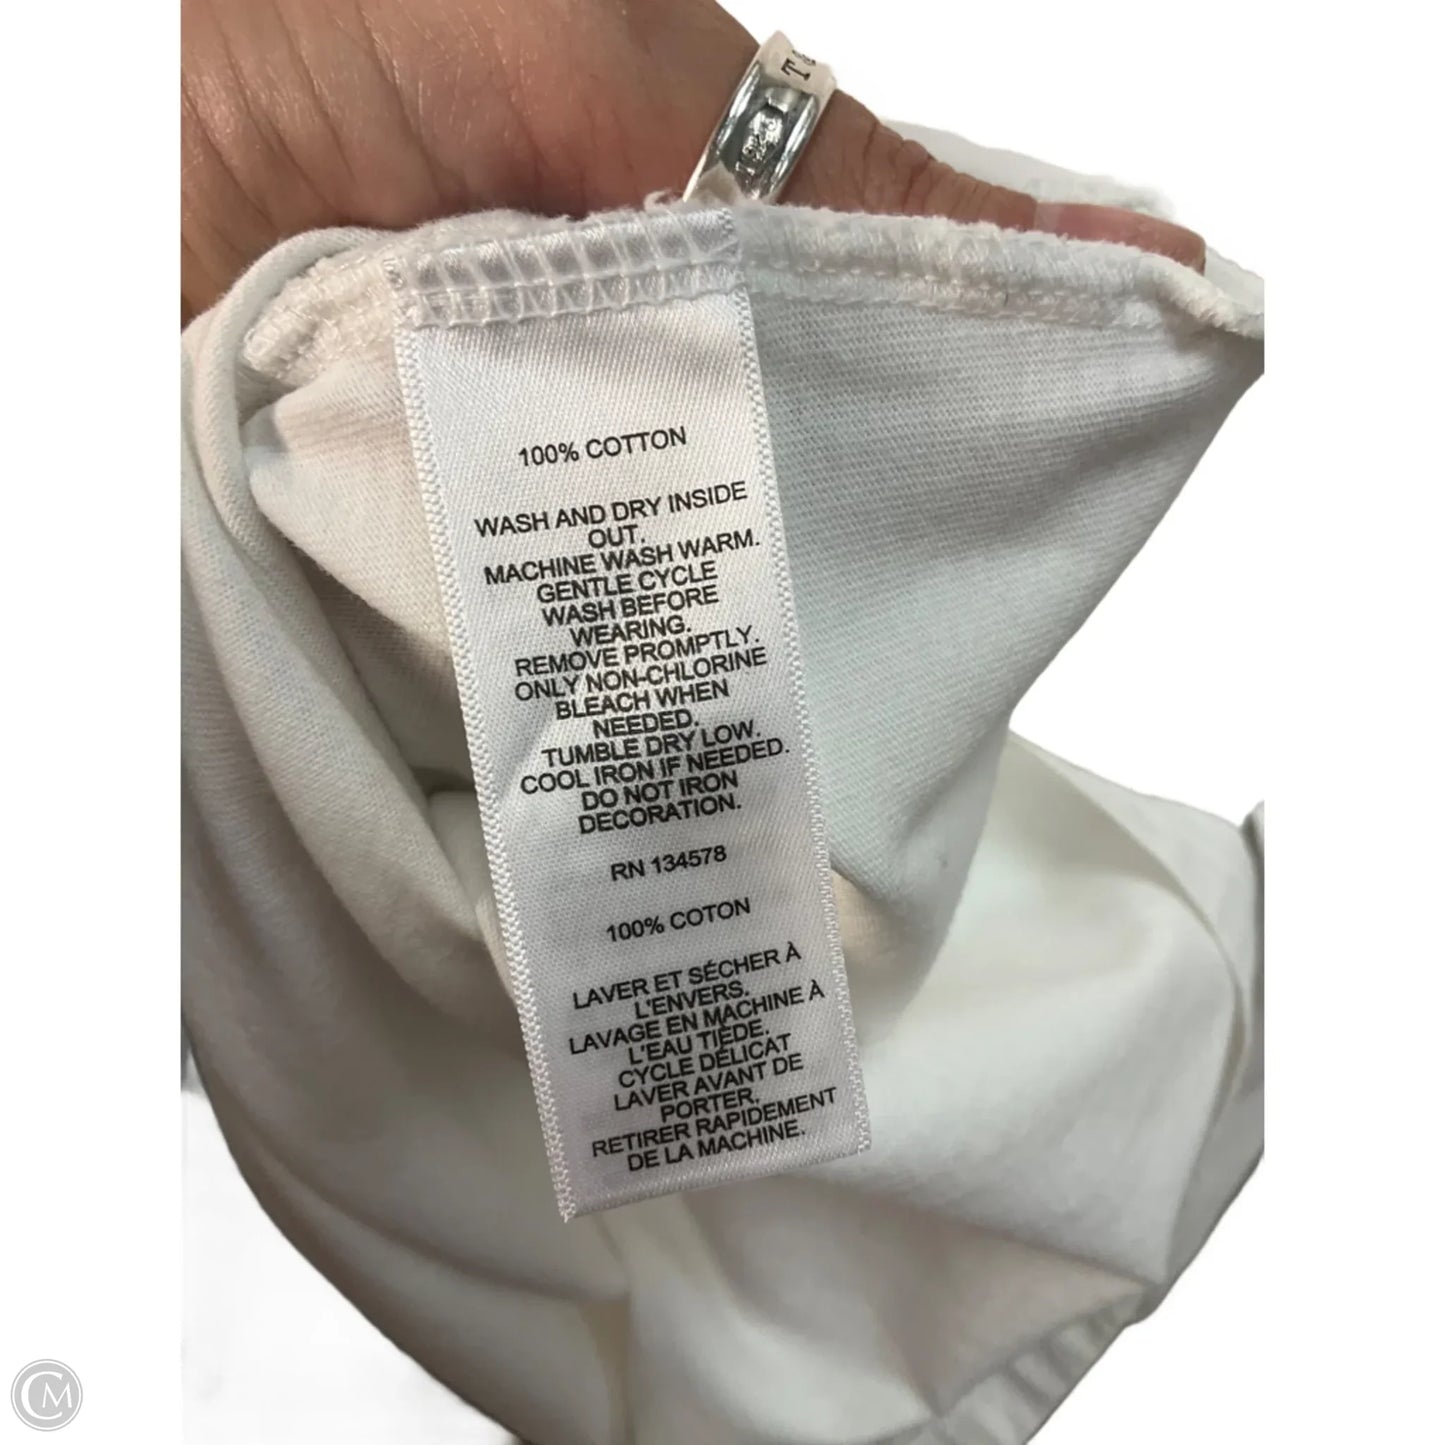 T &
100% COTTON
WASH AND DRY INSIDE
OUT.
MACHINE WASH WARM.
GENTLE CYCLE
WASH BEFORE
WEARING.
REMOVE PROMPTLY.
ONLY NON-CHLORINE
BLEACH WHEN
NEEDED.
TUMBLE DRY LOW.
COOL IRON IF NEEDED.
DO NOT IRON
DECORATION.
RN 134578
100% COTON
LAVER ET SÉCHER À
L'ENVERS.
LAVAGE EN MACHINE À
L'EAU TIÈDE.
CYCLE DÉLICAT
LAVER AVANT DE
PORTER.
RETIRER RAPIDEMENT
DE LA MACHINE.
CM